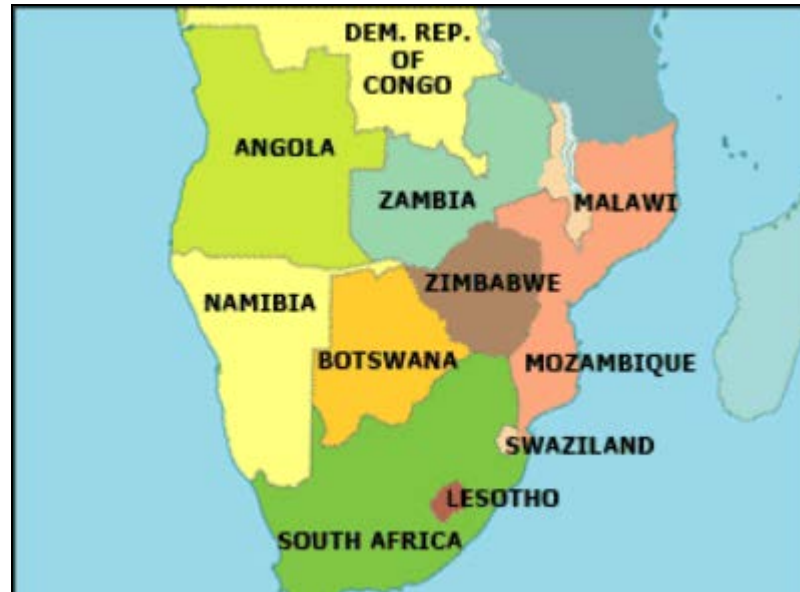 DEM. REP.
OF
CONGO
ANGOLA
ZAMBIA
MALAWI
ZIMBABWE
NAMIBIA
BOTSWANA
MOZAMBIQUE
SWAZILAND
LESOTHO
SOUTH AFRICA